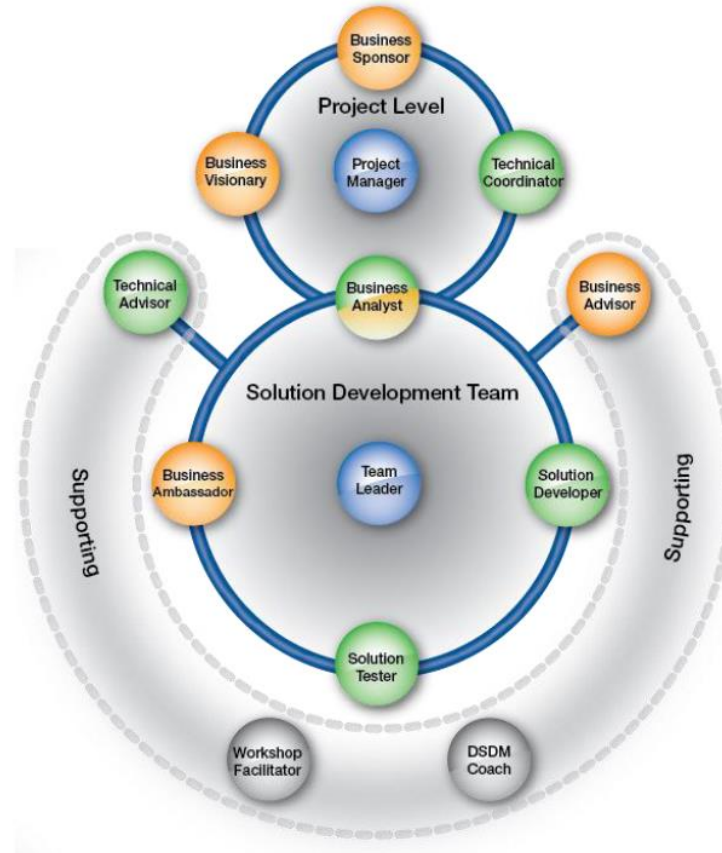 Business
Sponsor
Project Level
Business
Visionary
Project
Manager
Technical
Coordinator
Technical
Advisor
Business
Analyst
Business
Advisor
Solution Development Team
Business
Ambassador
Team
Leader
Solution
Developer
Supporting
Supporting
Solution
Tester
Workshop
Facilitator
DSDM
Coach